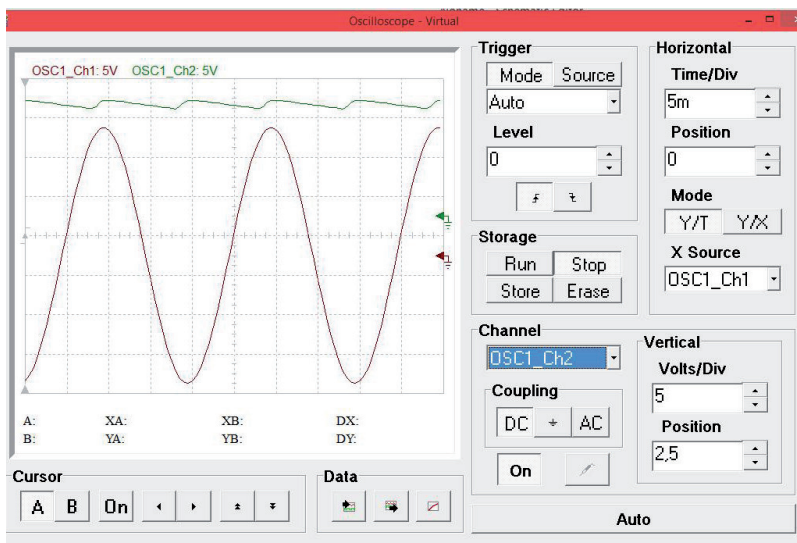 Oscilloscope - Virtual
OSC1_Ch1: 5V OSC1_Ch2: 5V
A: XA: XB: DX:
B: YA: YB: DY:
Cursor
A B On
Data
Trigger
Mode Source
Auto
Level
0
Storage
Run Stop
Store Erase
Horizontal
Time/Div
5m
Position
0
Mode
Y/T Y/X
X Source
OSC1_Ch1
Channel
OSC1_Ch2
Coupling
DC AC
On
Vertical
Volts/Div
5
Position
2,5
Auto